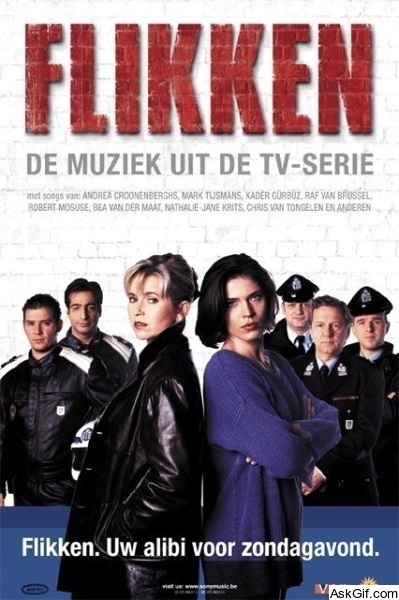 FLIKKEN
DE MUZIEK UIT DE TV-SERIE
met songs van: ANDREA CROONENBERGHS, MARK TIJSMANS, KADÈR GÜRBÜZ, RAF VAN BRUSSEL,
ROBERT MOSUSE, BEA VAN DER MAAT, NATHALIE-JANE KRITS, CHRIS VAN TONGELEN EN ANDEREN
Flikken. Uw alibi voor zondagavond.
visit us: www.sonymusic.be
AskGif.com